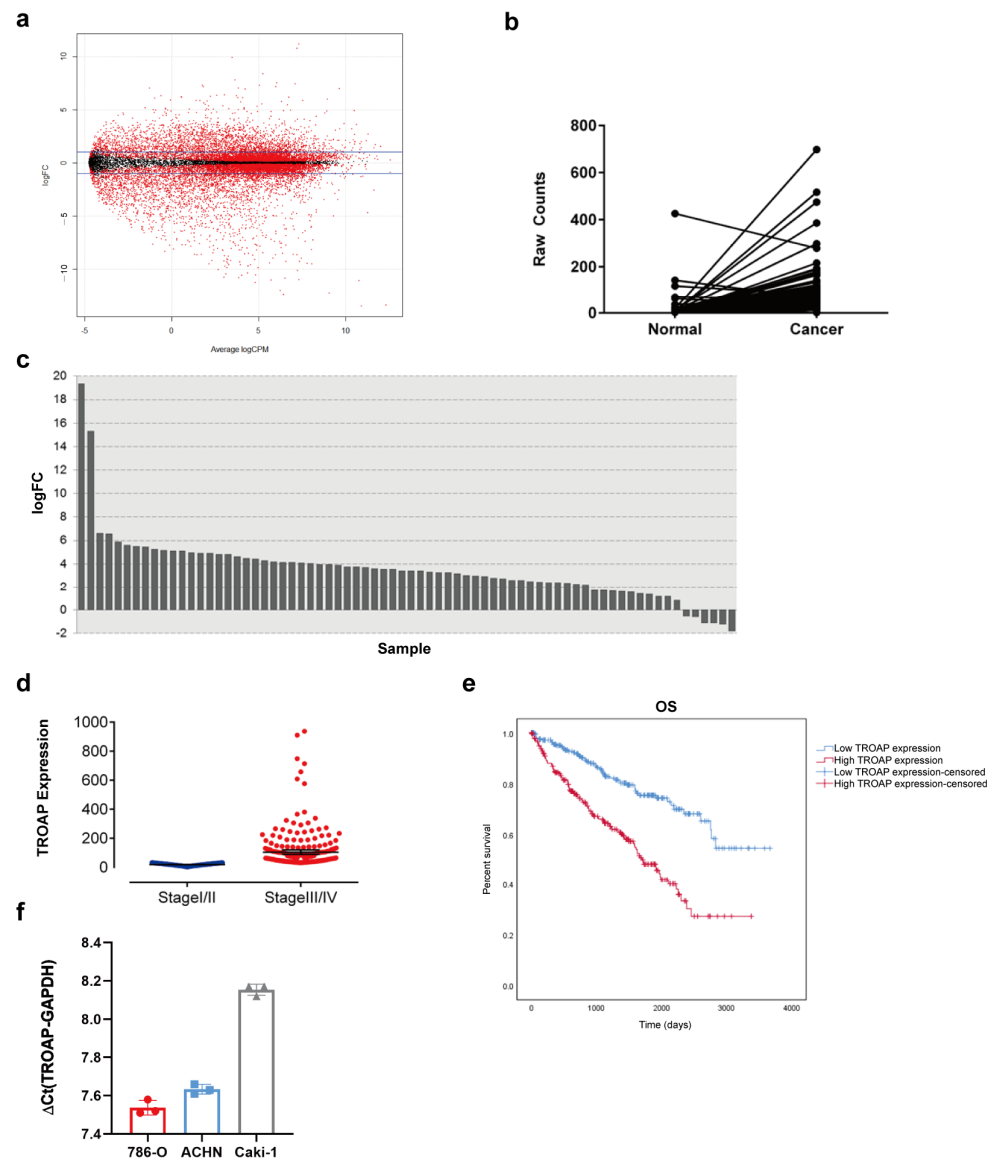 a
10
5
0
-5
-10
logFC
-5
0
5
10
Average logCPM
b
800
600
400
200
0
Raw Counts
Normal
Cancer
c
20
18
16
14
12
10
8
6
4
2
0
-2
logFC
Sample
d
1000
800
600
400
200
0
TROAP Expression
StageI/II
StageIII/IV
e
OS
1.0
0.8
0.6
0.4
0.2
0.0
Percent survival
0
1000
2000
3000
4000
Time (days)
Low TROAP expression
High TROAP expression
Low TROAP expression-censored
High TROAP expression-censored
f
8.4
8.2
8.0
7.8
7.6
7.4
ΔCt(TROAP-GAPDH)
786-O
ACHN
Caki-1